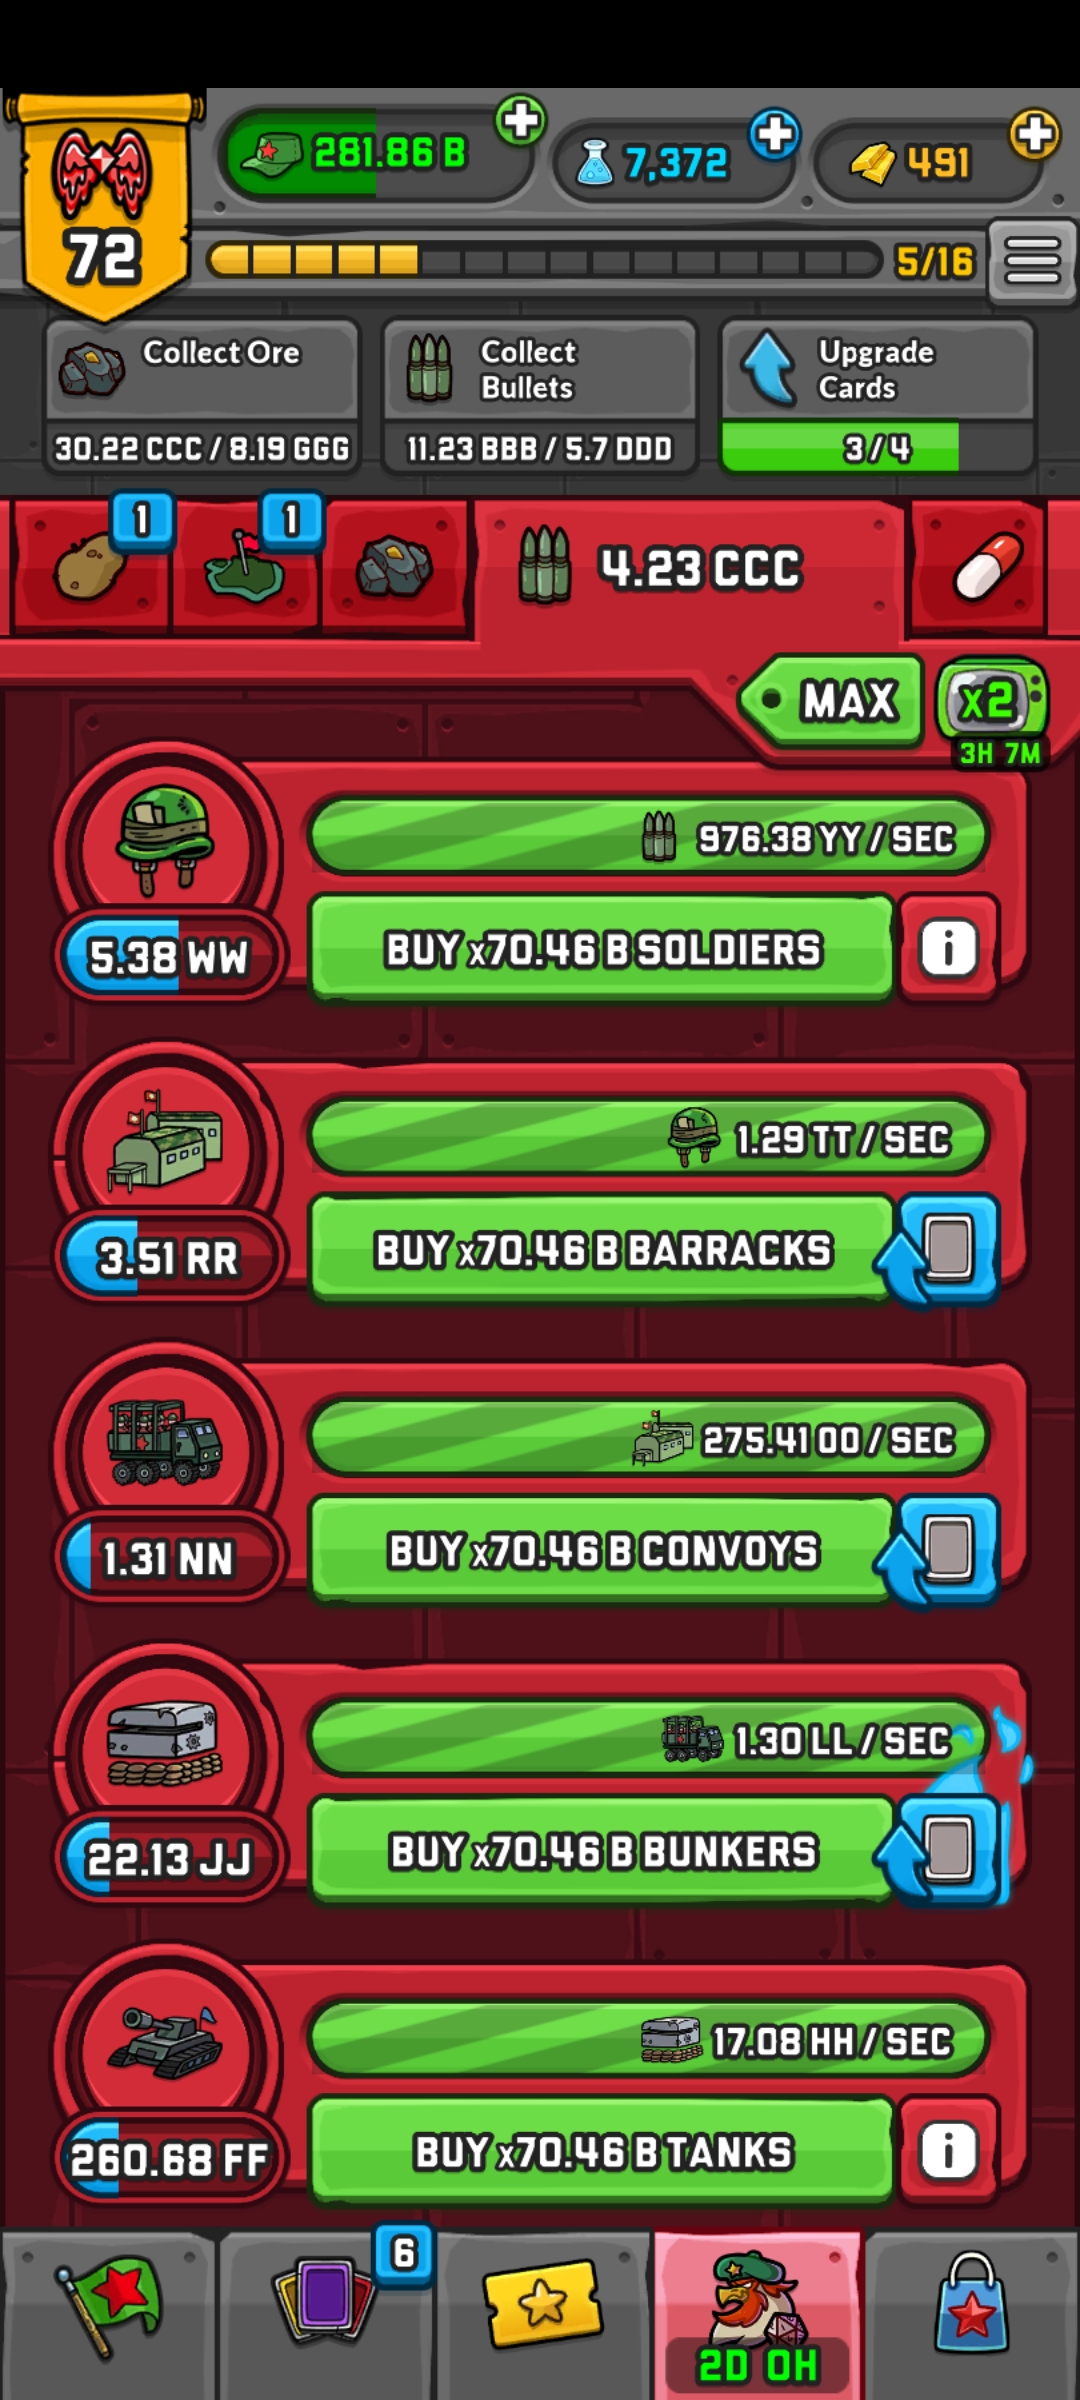 281.86 B
7,372
491
72
5/16
Collect Ore
30.22 CCC / 8.19 GGG
Collect
Bullets
11.23 BBB / 5.7 DDD
Upgrade
Cards
3/4
1
1
4.23 CCC
MAX
x2
3H 7M
976.38 YY / SEC
5.38 WW
BUY x70.46 B SOLDIERS
i
1.29 TT / SEC
3.51 RR
BUY x70.46 B BARRACKS
275.41 OO / SEC
1.31 NN
BUY x70.46 B CONVOYS
1.30 LL / SEC
22.13 JJ
BUY x70.46 B BUNKERS
17.08 HH / SEC
260.68 FF
BUY x70.46 B TANKS
i
6
2D 0H